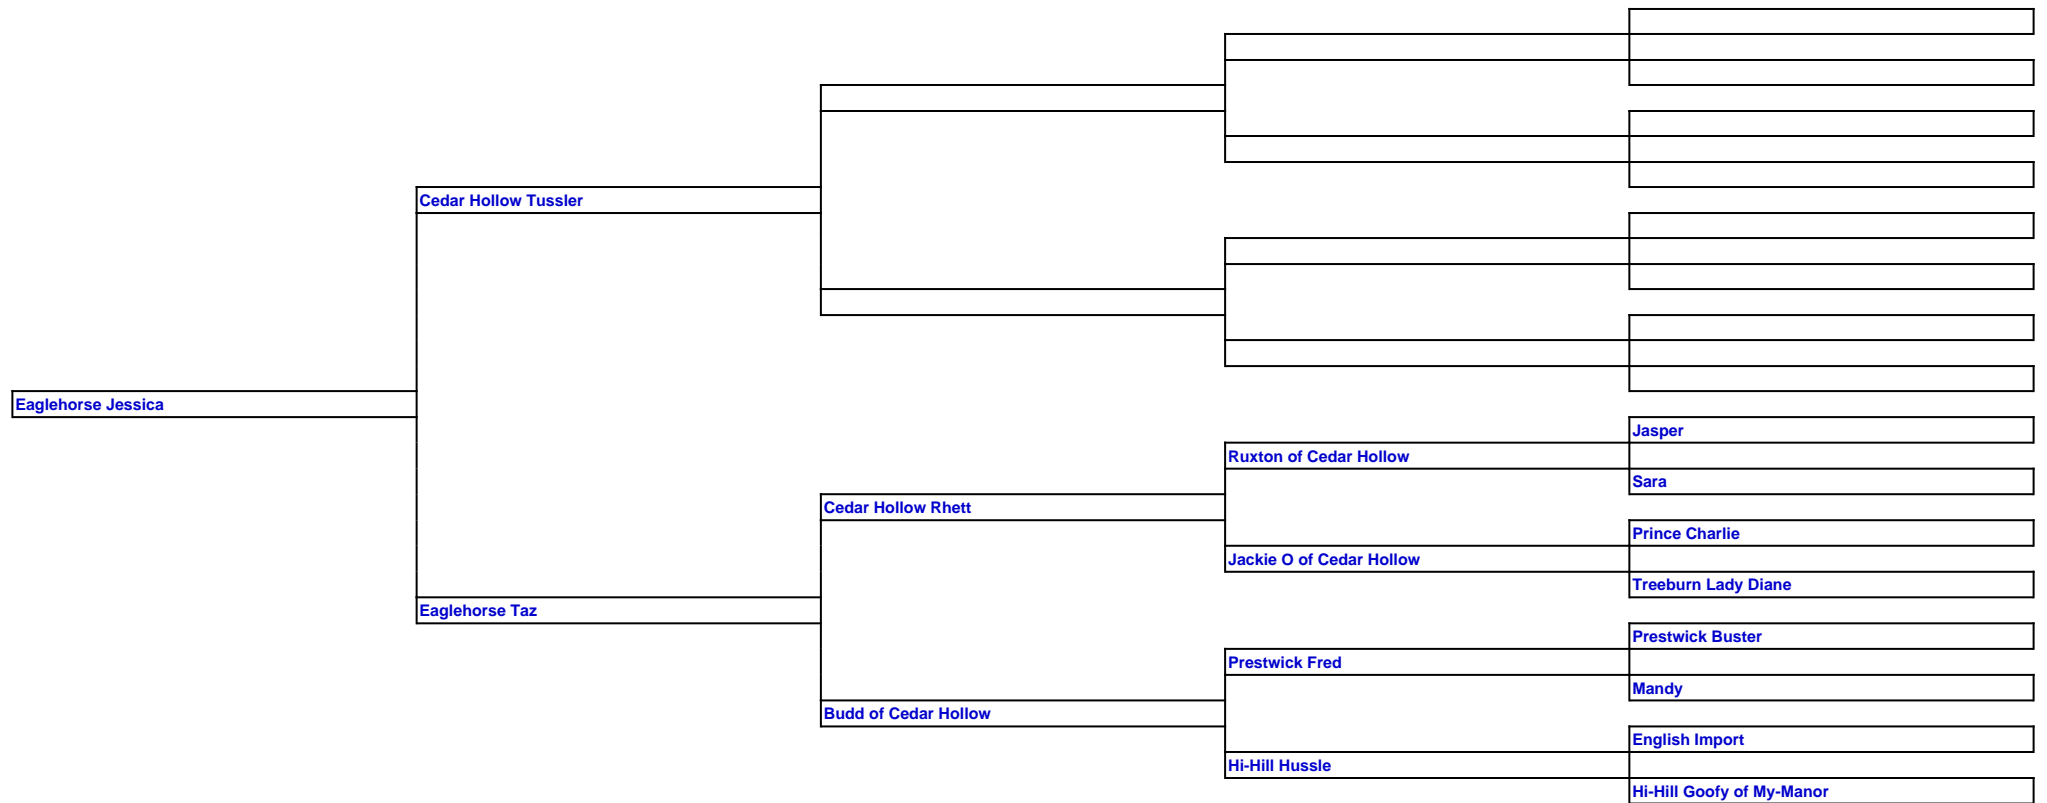 Cedar Hollow Tussler
Eaglehorse Jessica
Jasper
Ruxton of Cedar Hollow
Sara
Cedar Hollow Rhett
Prince Charlie
Jackie O of Cedar Hollow
Treeburn Lady Diane
Eaglehorse Taz
Prestwick Buster
Prestwick Fred
Mandy
Budd of Cedar Hollow
English Import
Hi-Hill Hussle
Hi-Hill Goofy of My-Manor